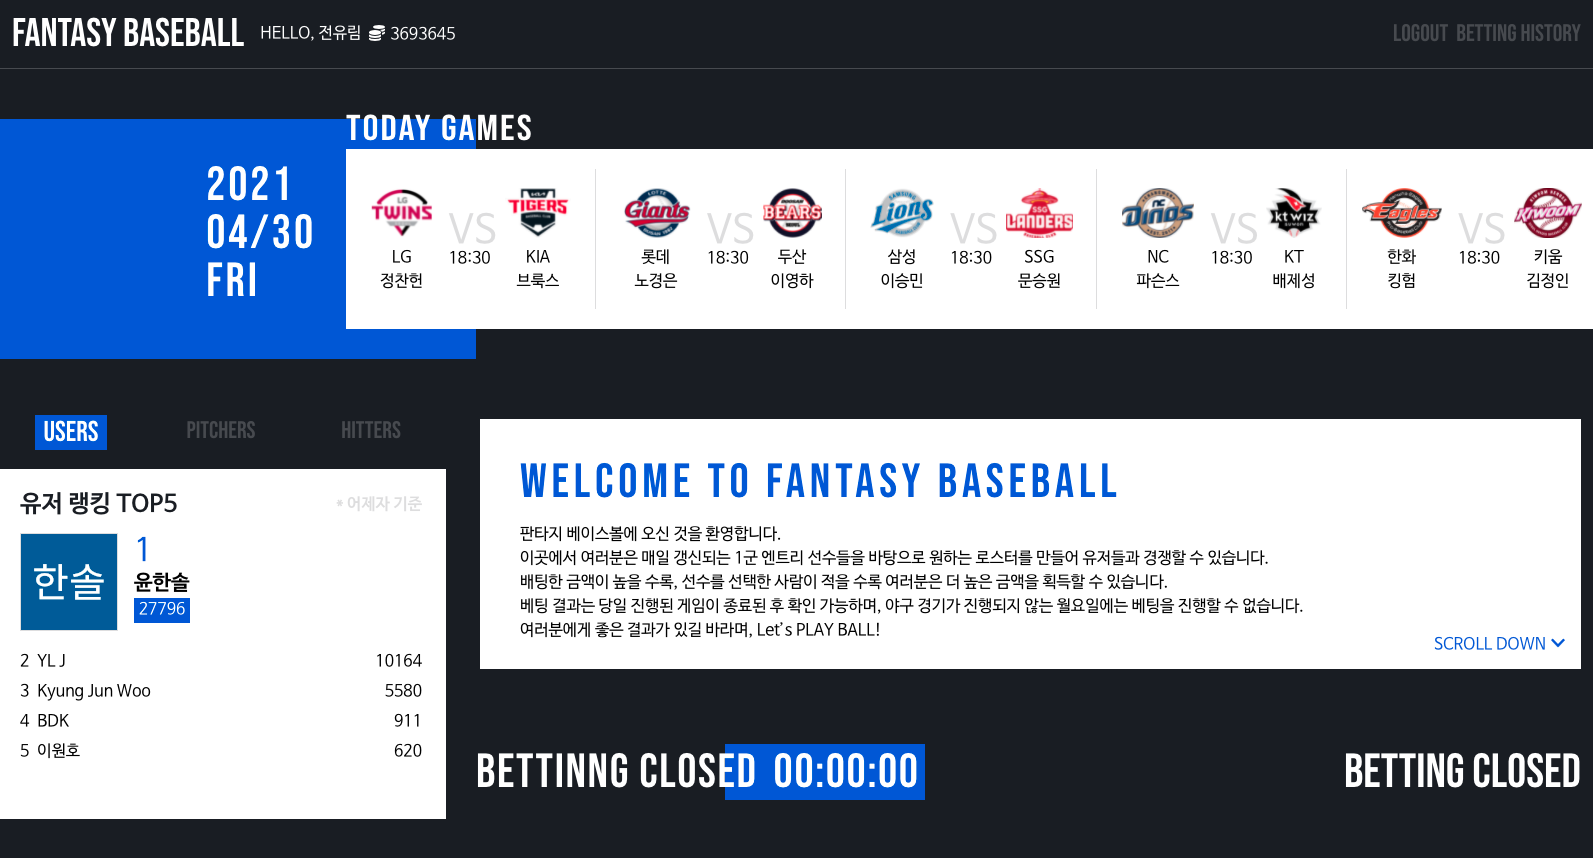 FANTASY BASEBALL HELLO, 전유림 3693645 LOGOUT BETTING HISTORY
TODAY GAMES
2021
04/30
FRI
LG TWINS VS KIA TIGERS
LG 18:30 KIA
정찬헌 브룩스
LOTTE Giants VS DOOSAN BEARS
롯데 18:30 두산
노경은 이영하
SAMSUNG Lions VS SSG LANDERS
삼성 18:30 SSG
이승민 문승원
NC Dinos VS kt wiz
NC 18:30 KT
파슨스 배제성
Eagles VS KIWOOM
한화 18:30 키움
킹험 김정인
USERS PITCHERS HITTERS
유저 랭킹 TOP5 * 어제자 기준
한솔
1
윤한솔
27796
2 YL J 10164
3 Kyung Jun Woo 5580
4 BDK 911
5 이원호 620
WELCOME TO FANTASY BASEBALL
판타지 베이스볼에 오신 것을 환영합니다.
이곳에서 여러분은 매일 갱신되는 1군 엔트리 선수들을 바탕으로 원하는 로스터를 만들어 유저들과 경쟁할 수 있습니다.
배팅한 금액이 높을 수록, 선수를 선택한 사람이 적을 수록 여러분은 더 높은 금액을 획득할 수 있습니다.
베팅 결과는 당일 진행된 게임이 종료된 후 확인 가능하며, 야구 경기가 진행되지 않는 월요일에는 베팅을 진행할 수 없습니다.
여러분에게 좋은 결과가 있길 바라며, Let's PLAY BALL!
SCROLL DOWN
BETTINNG CLOSED 00:00:00 BETTING CLOSED